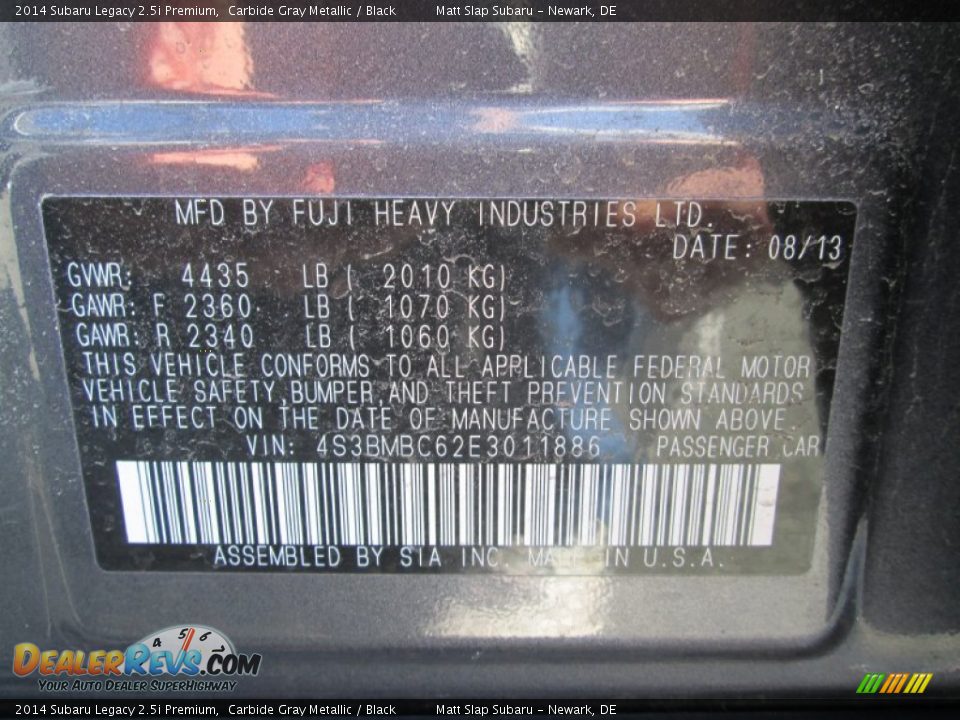 2014 Subaru Legacy 2.5i Premium,  Carbide Gray Metallic / Black    Matt Slap Subaru - Newark, DE
MFD BY FUJI HEAVY INDUSTRIES LTD.
DATE: 08/13
GVWR: 4435 LB ( 2010 KG)
GAWR: F 2360 LB ( 1070 KG)
GAWR: R 2340 LB ( 1060 KG)
THIS VEHICLE CONFORMS TO ALL APPLICABLE FEDERAL MOTOR
VEHICLE SAFETY,BUMPER,AND THEFT PREVENTION STANDARDS
IN EFFECT ON THE DATE OF MANUFACTURE SHOWN ABOVE.
VIN: 4S3BMBC62E3011886 PASSENGER CAR
ASSEMBLED BY SIA INC. MADE IN U.S.A.
4 5 6
DealerRevs.com
Your Auto Dealer SuperHighway
2014 Subaru Legacy 2.5i Premium,  Carbide Gray Metallic / Black    Matt Slap Subaru - Newark, DE